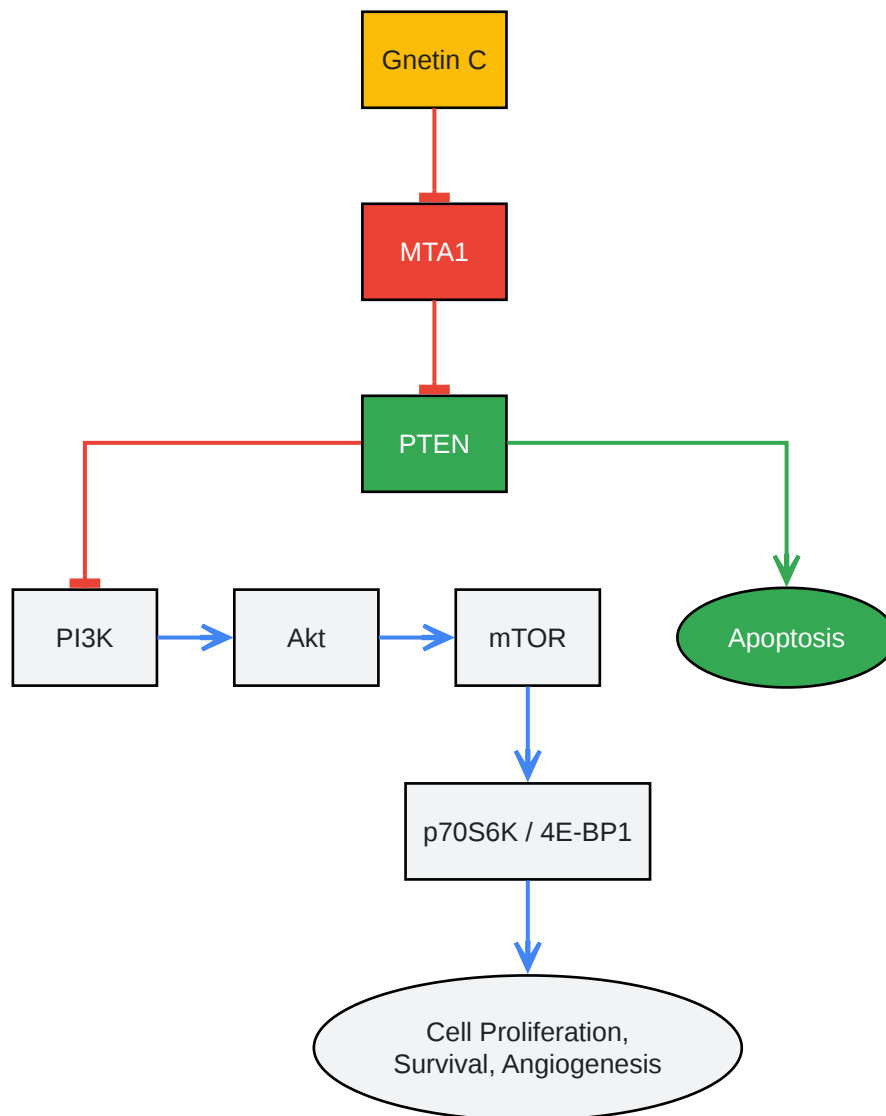 Gnetin C
MTA1
PTEN
PI3K
Akt
mTOR
Apoptosis
p70S6K / 4E-BP1
Cell Proliferation,
Survival, Angiogenesis